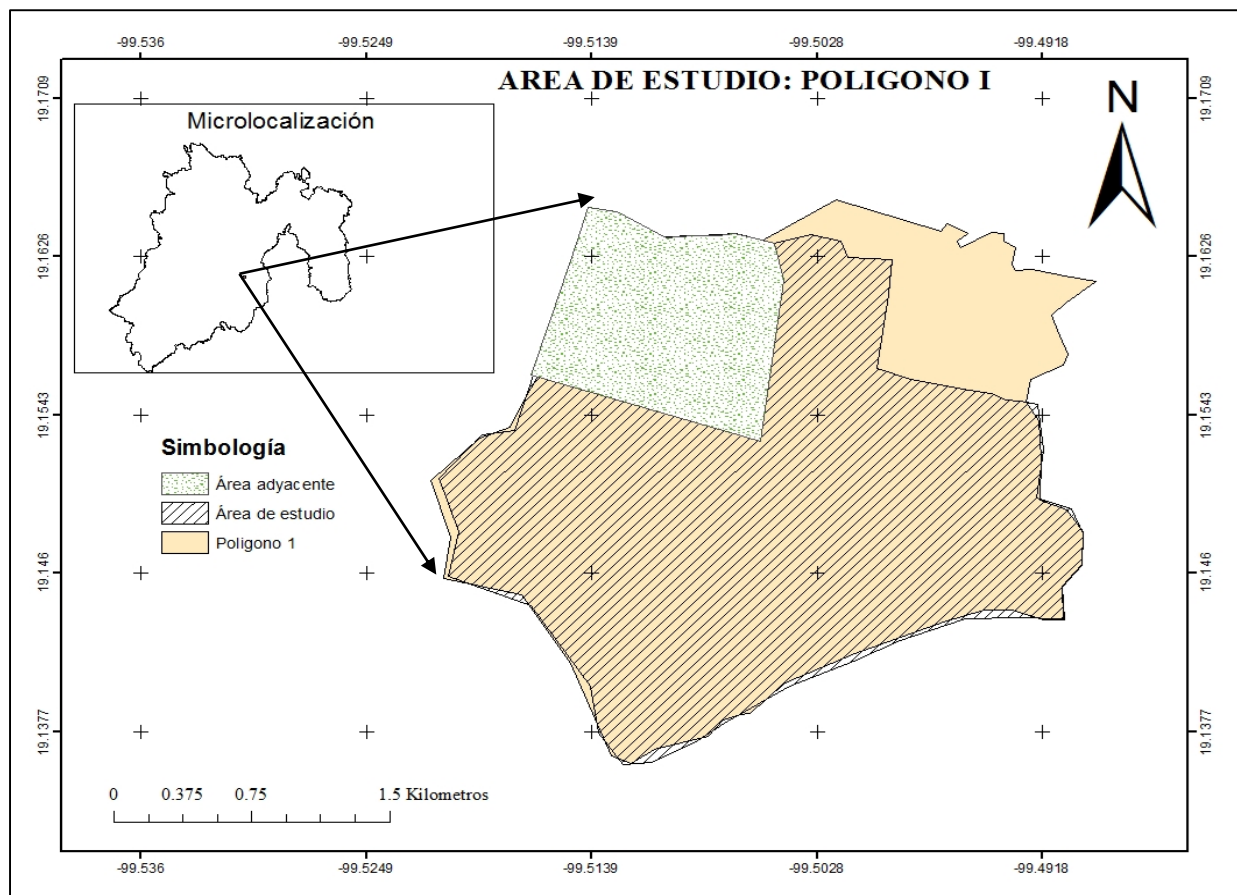 -99.536 -99.5249 -99.5139 -99.5028 -99.4918
AREA DE ESTUDIO: POLIGONO I
N
Microlocalización
19.1709 19.1709
19.1626 19.1626
19.1543 19.1543
Simbología
Área adyacente
Área de estudio
Poligono 1
19.146 19.146
19.1377 19.1377
0 0.375 0.75 1.5 Kilometros
-99.536 -99.5249 -99.5139 -99.5028 -99.4918